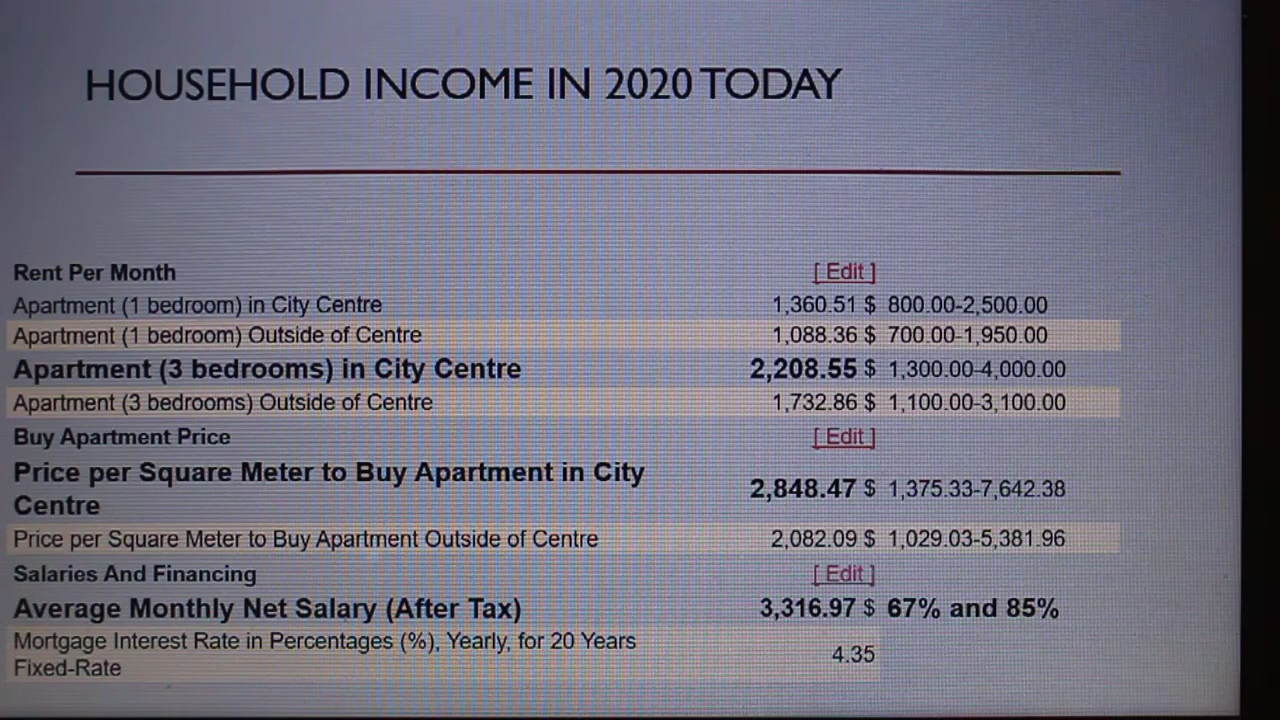 HOUSEHOLD INCOME IN 2020 TODAY
Rent Per Month [ Edit ]
Apartment (1 bedroom) in City Centre 1,360.51 $ 800.00-2,500.00
Apartment (1 bedroom) Outside of Centre 1,088.36 $ 700.00-1,950.00
Apartment (3 bedrooms) in City Centre 2,208.55 $ 1,300.00-4,000.00
Apartment (3 bedrooms) Outside of Centre 1,732.86 $ 1,100.00-3,100.00
Buy Apartment Price [ Edit ]
Price per Square Meter to Buy Apartment in City
Centre 2,848.47 $ 1,375.33-7,642.38
Price per Square Meter to Buy Apartment Outside of Centre 2,082.09 $ 1,029.03-5,381.96
Salaries And Financing [ Edit ]
Average Monthly Net Salary (After Tax) 3,316.97 $ 67% and 85%
Mortgage Interest Rate in Percentages (%), Yearly, for 20 Years
Fixed-Rate 4.35